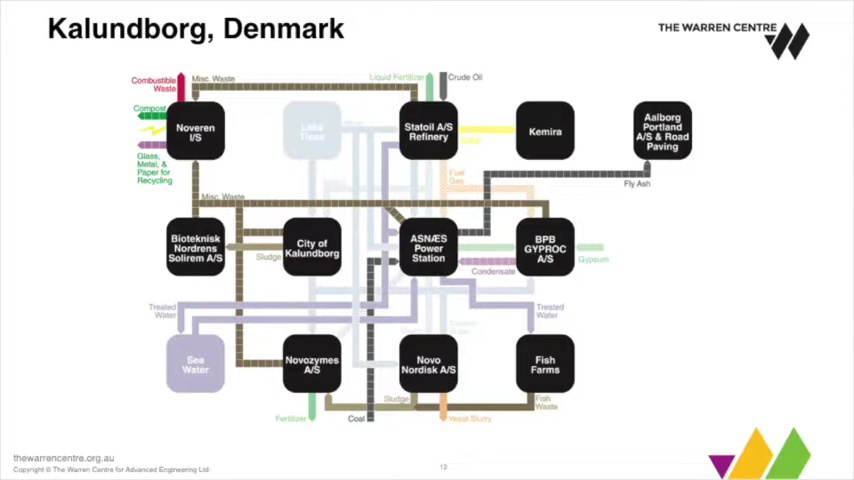 Kalundborg, Denmark
THE WARREN CENTRE
Combustible
Waste
Misc. Waste
Liquid Fertilizer
Crude Oil
Compost
Noveren
I/S
Statoil A/S
Refinery
Kemira
Aalborg
Portland
A/S & Road
Paving
Glass,
Metal, &
Paper for
Recycling
Fuel
Gas
Fly Ash
Misc. Waste
Bioteknisk
Nordrens
Solirem A/S
Sludge
City of
Kalundborg
ASNÆS
Power
Station
Condensate
BPB
GYPROC
A/S
Gypsum
Treated
Water
Treated
Water
Sea
Water
Novozymes
A/S
Novo
Nordisk A/S
Fish
Farms
Sludge
Fish
Waste
Fertilizer
Coal
Yeast Slurry
thewarrencentre.org.au
Copyright © The Warren Centre for Advanced Engineering Ltd